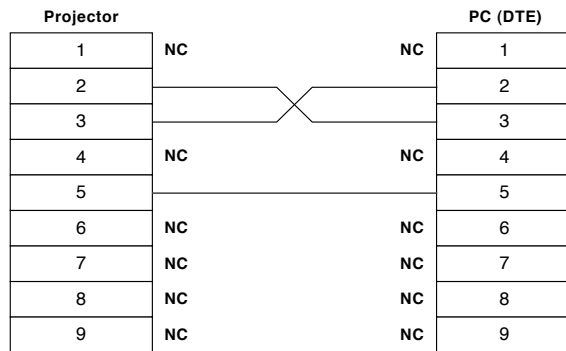 Projector PC (DTE)
1 NC NC 1
2 2
3 3
4 NC NC 4
5 5
6 NC NC 6
7 NC NC 7
8 NC NC 8
9 NC NC 9